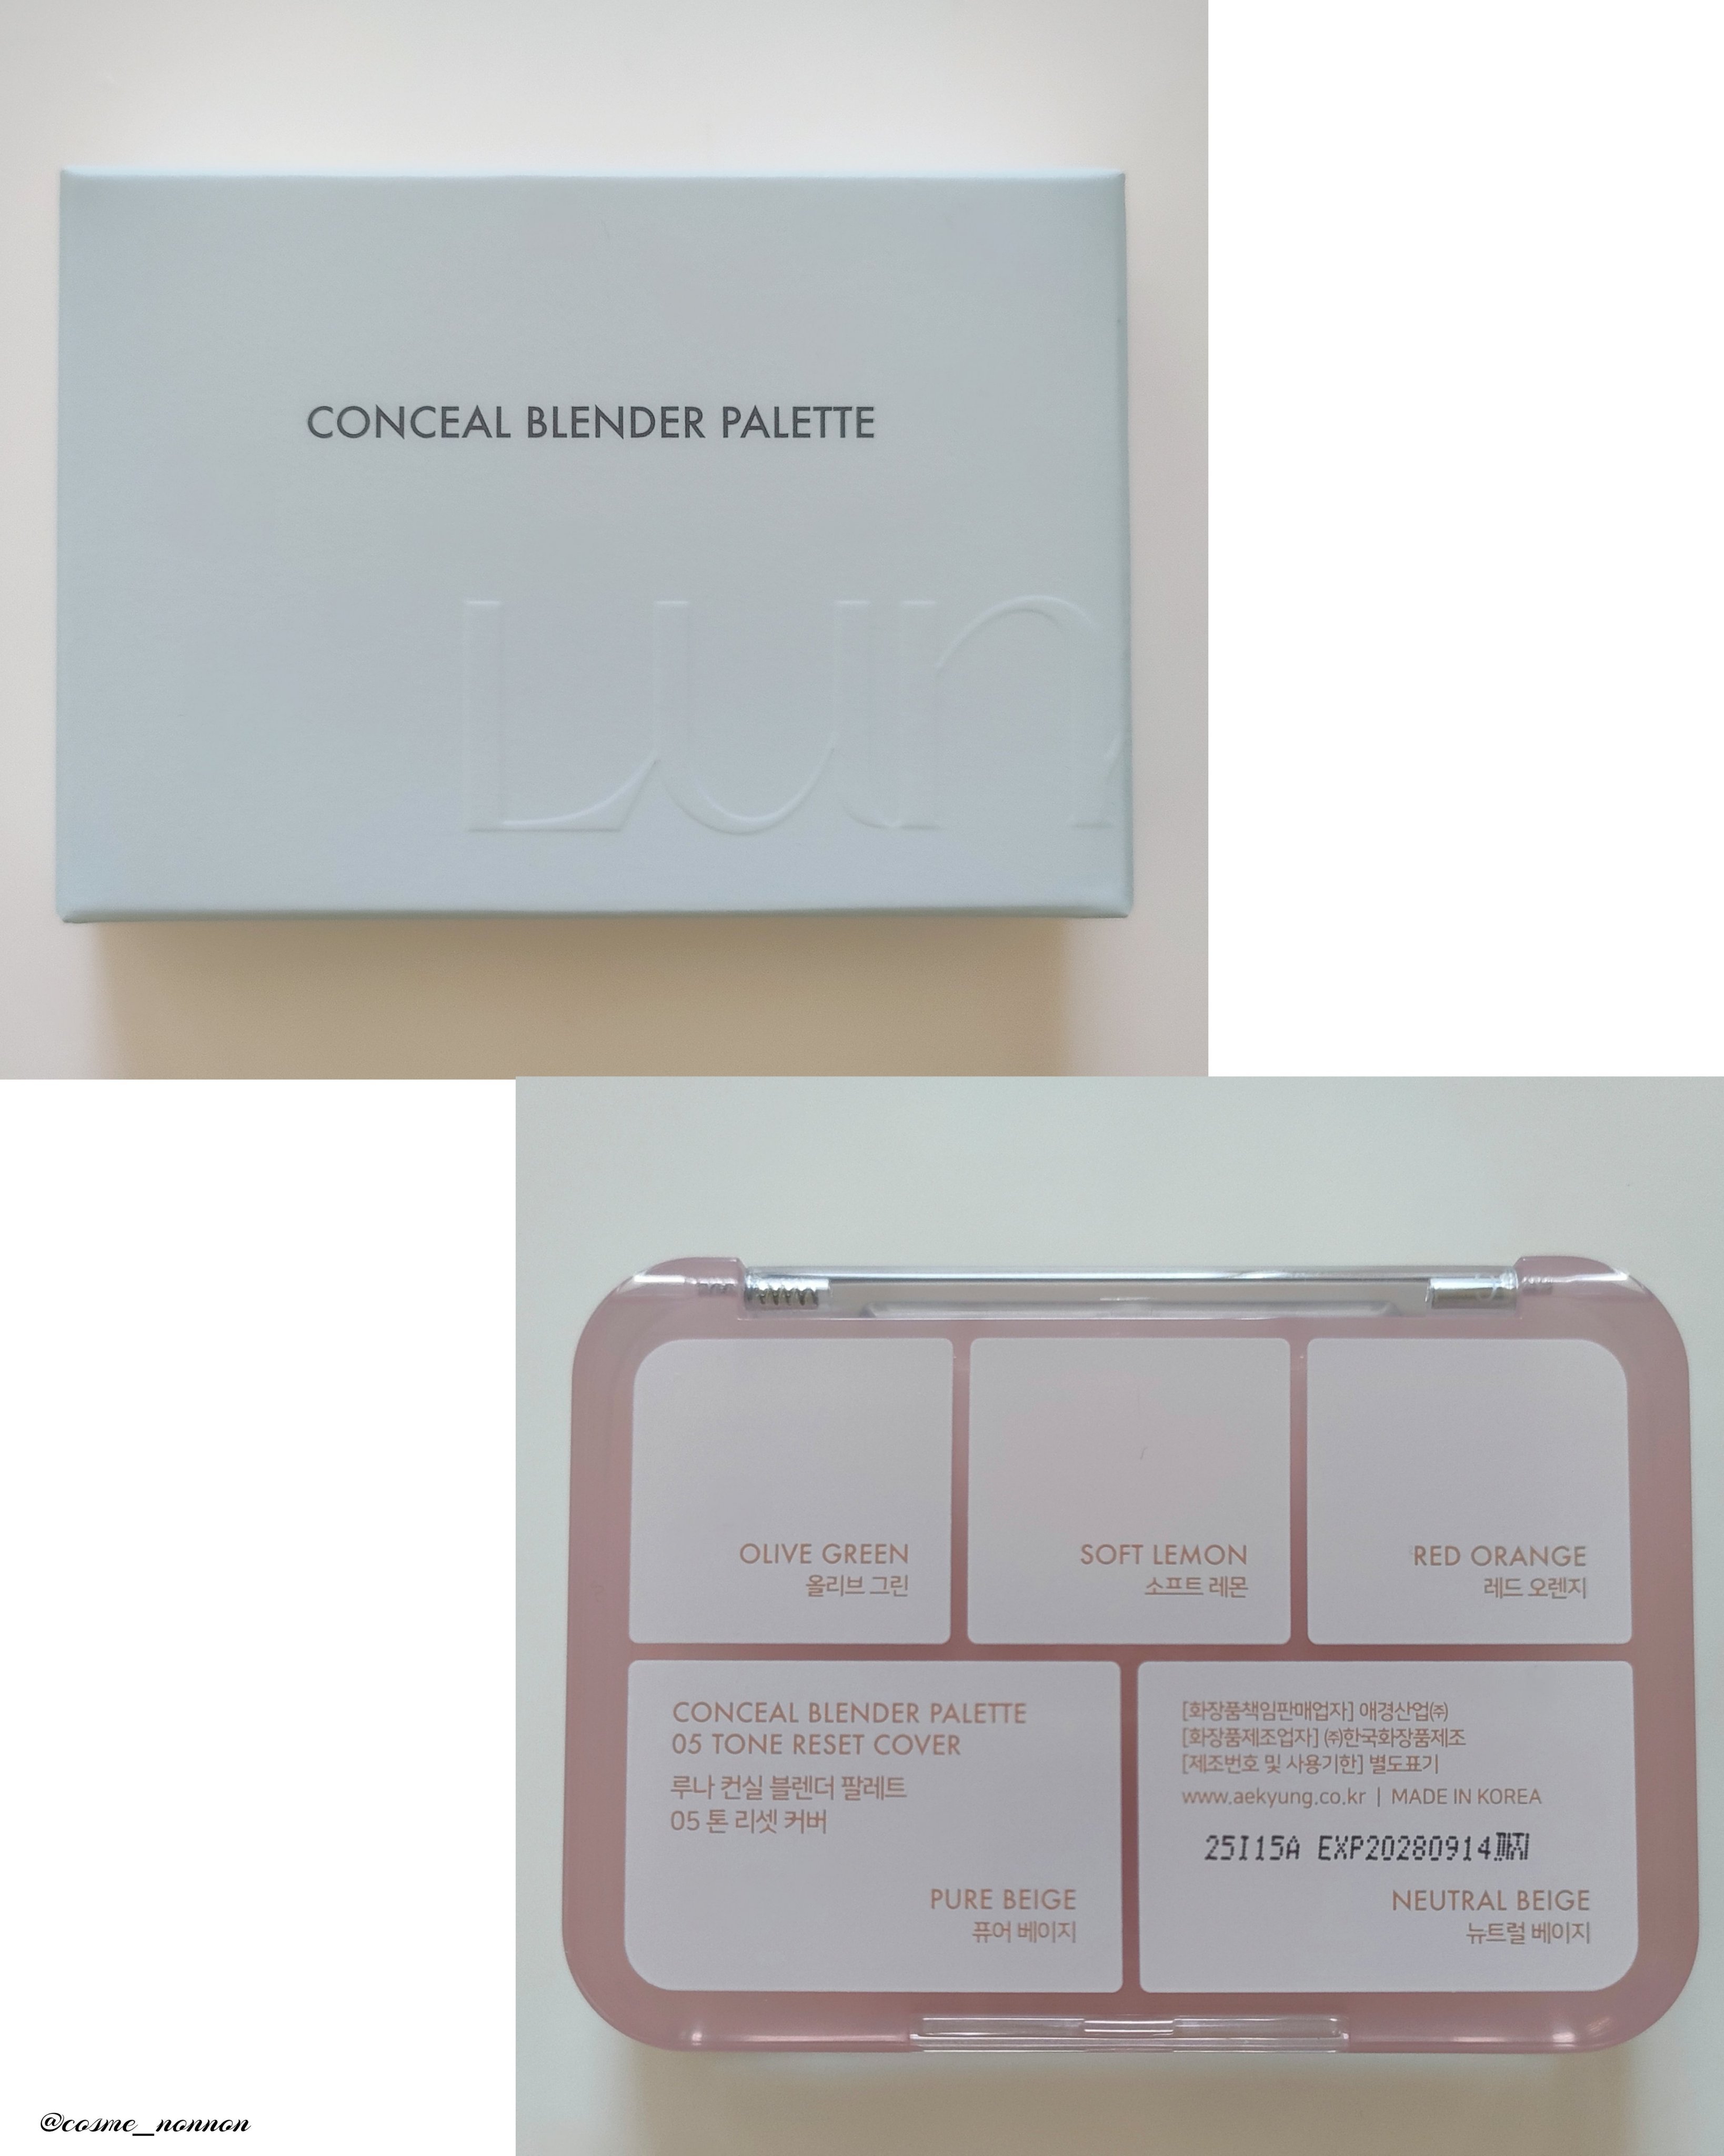 CONCEAL BLENDER PALETTE
Lun
OLIVE GREEN
올리브 그린
SOFT LEMON
소프트 레몬
RED ORANGE
레드 오렌지
CONCEAL BLENDER PALETTE
05 TONE RESET COVER
루나 컨실 블렌더 팔레트
05 톤 리셋 커버
PURE BEIGE
퓨어 베이지
[화장품책임판매업자] 애경산업㈜
[화장품제조업자] ㈜한국화장품제조
[제조번호 및 사용기한] 별도표기
www.aekyung.co.kr | MADE IN KOREA
25I15A EXP20280914까지
NEUTRAL BEIGE
뉴트럴 베이지
@cosme_nonnon